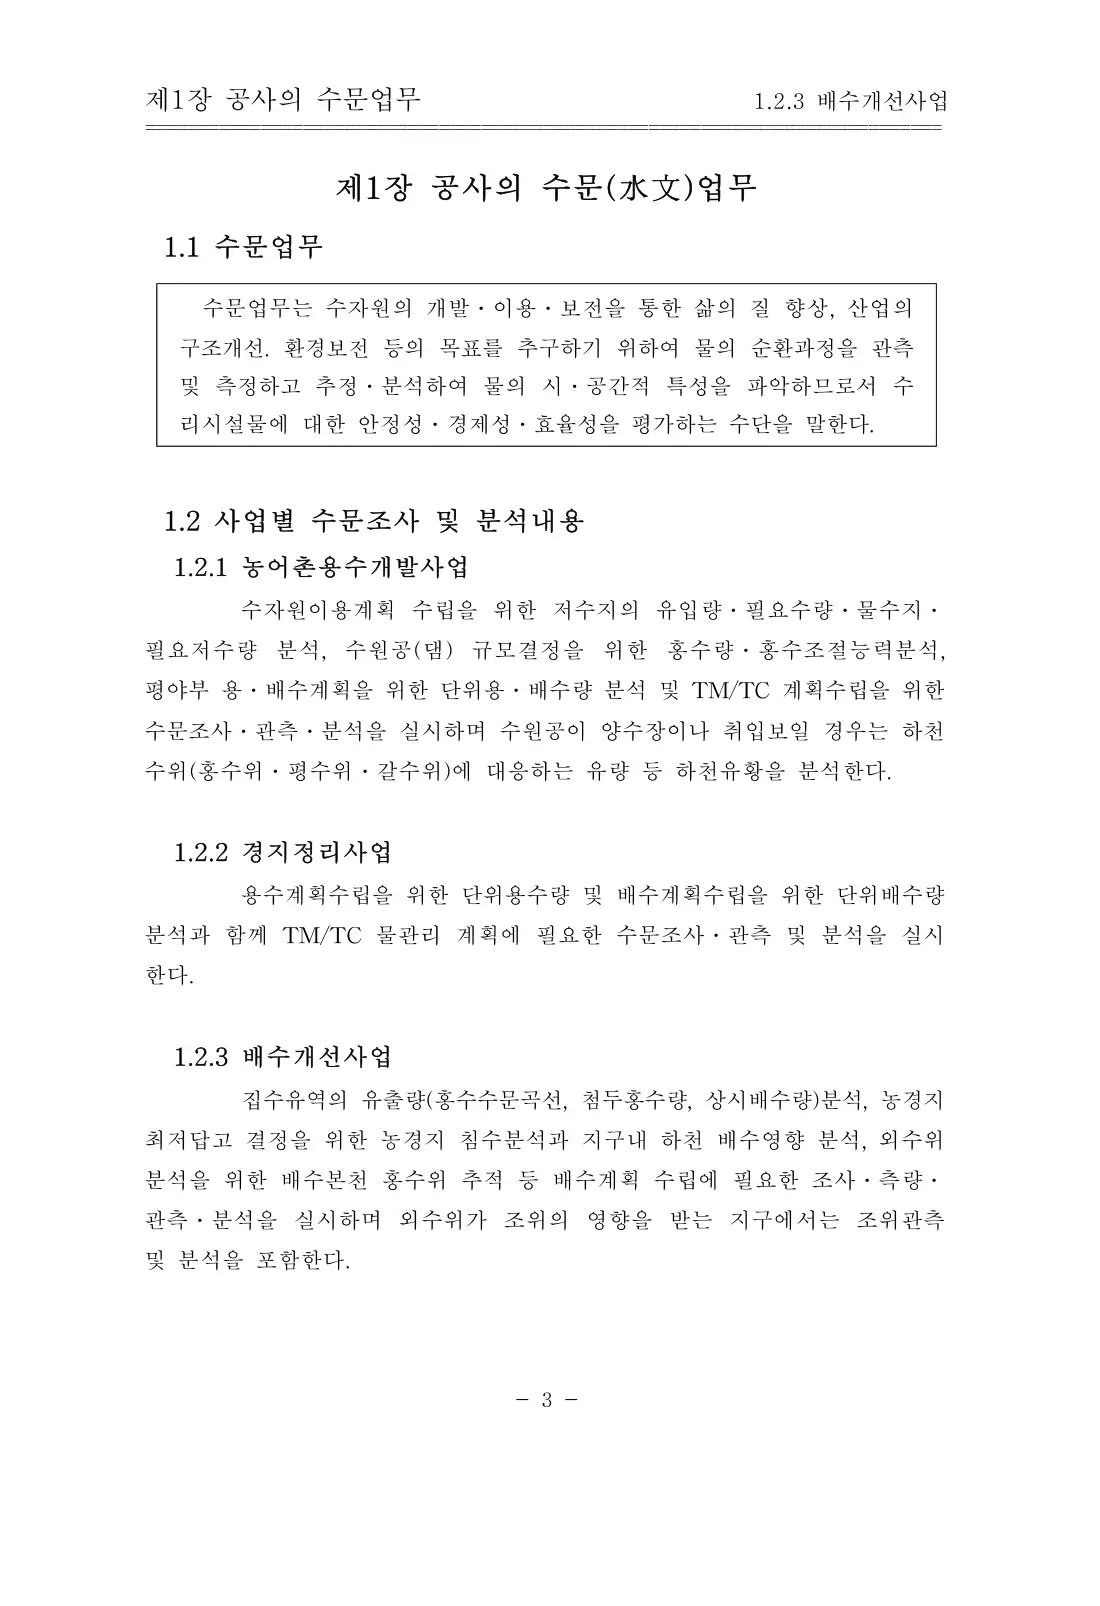 제1장 공사의 수문업무 1.2.3 배수개선사업
============================================================================
제1장 공사의 수문(水文)업무
1.1 수문업무
수문업무는 수자원의 개발·이용·보전을 통한 삶의 질 향상, 산업의
구조개선. 환경보전 등의 목표를 추구하기 위하여 물의 순환과정을 관측
및 측정하고 추정·분석하여 물의 시·공간적 특성을 파악하므로서 수
리시설물에 대한 안정성·경제성·효율성을 평가하는 수단을 말한다.
1.2 사업별 수문조사 및 분석내용
1.2.1 농어촌용수개발사업
수자원이용계획 수립을 위한 저수지의 유입량·필요수량·물수지·
필요저수량 분석, 수원공(댐) 규모결정을 위한 홍수량·홍수조절능력분석,
평야부 용·배수계획을 위한 단위용·배수량 분석 및 TM/TC 계획수립을 위한
수문조사·관측·분석을 실시하며 수원공이 양수장이나 취입보일 경우는 하천
수위(홍수위·평수위·갈수위)에 대응하는 유량 등 하천유황을 분석한다.
1.2.2 경지정리사업
용수계획수립을 위한 단위용수량 및 배수계획수립을 위한 단위배수량
분석과 함께 TM/TC 물관리 계획에 필요한 수문조사·관측 및 분석을 실시
한다.
1.2.3 배수개선사업
집수유역의 유출량(홍수수문곡선, 첨두홍수량, 상시배수량)분석, 농경지
최저답고 결정을 위한 농경지 침수분석과 지구내 하천 배수영향 분석, 외수위
분석을 위한 배수본천 홍수위 추적 등 배수계획 수립에 필요한 조사·측량·
관측·분석을 실시하며 외수위가 조위의 영향을 받는 지구에서는 조위관측
및 분석을 포함한다.
- 3 -